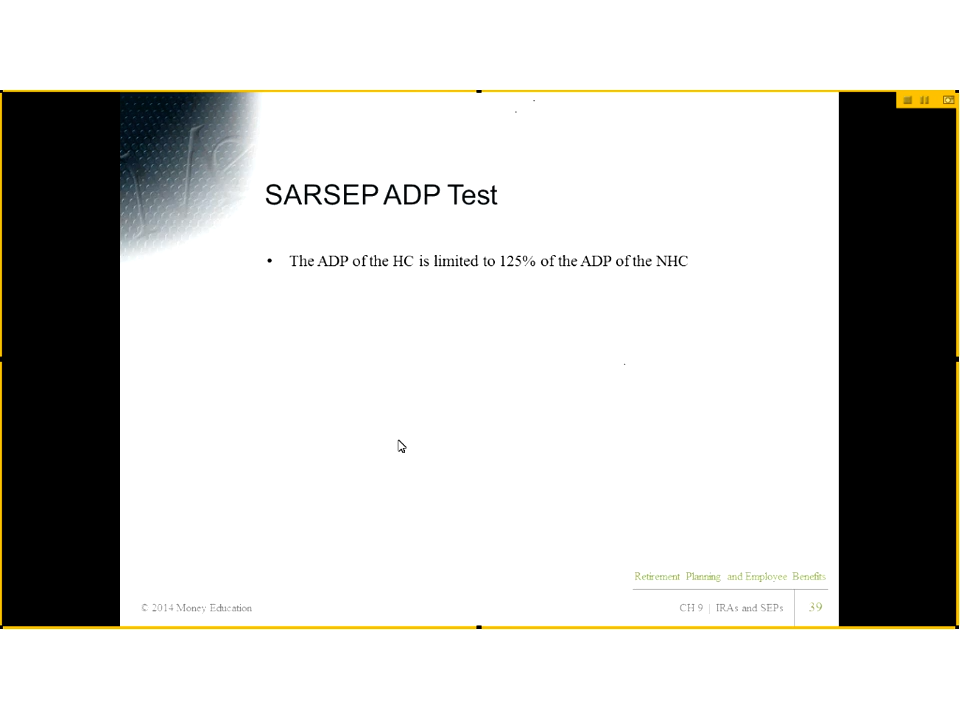 SARSEP ADP Test
• The ADP of the HC is limited to 125% of the ADP of the NHC
Retirement Planning and Employee Benefits
© 2014 Money Education
CH 9 | IRAs and SEPs
39